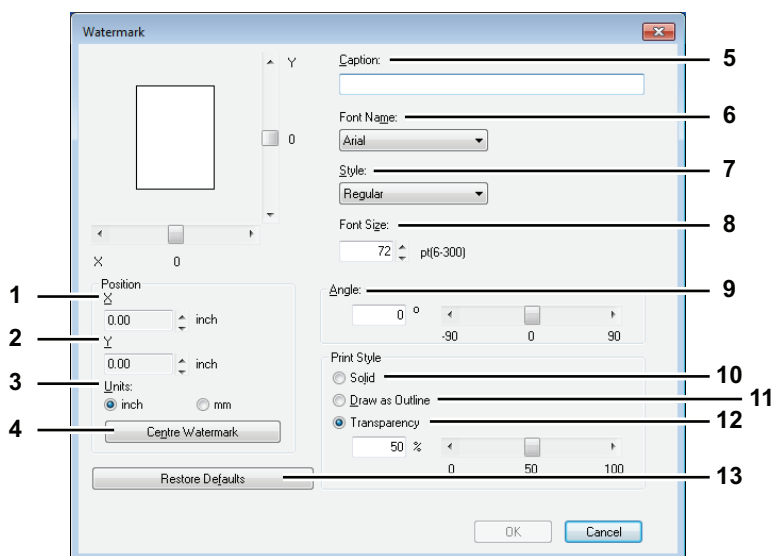 Watermark
Y
0
X 0
Position
1 X
0.00 inch
2 Y
0.00 inch
3 Units:
inch mm
4 Centre Watermark
Restore Defaults 13
Caption: 5
Font Name: 6
Arial
Style: 7
Regular
Font Size: 8
72 pt(6-300)
Angle: 9
0 °
-90 0 90
Print Style
Solid 10
Draw as Outline 11
Transparency 12
50 %
0 50 100
OK Cancel